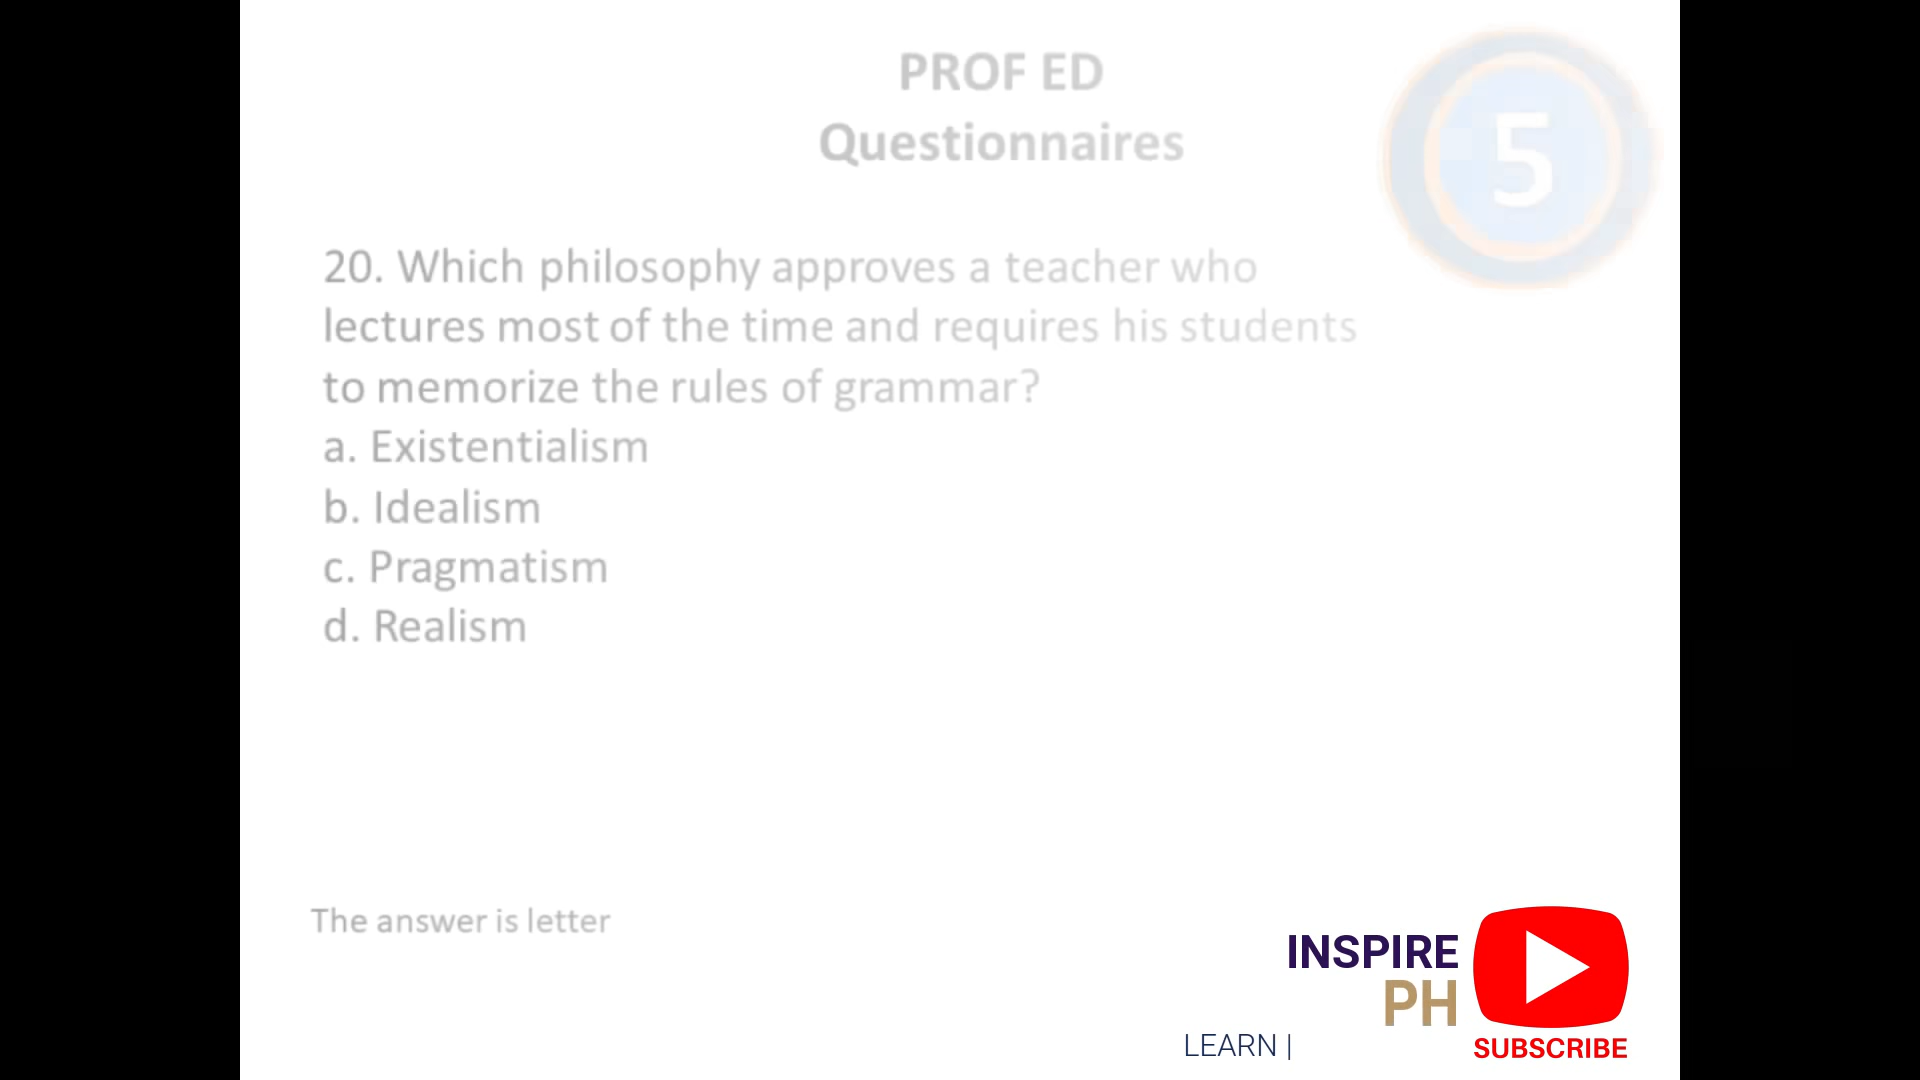 PROF ED
Questionnaires
5
20. Which philosophy approves a teacher who
lectures most of the time and requires his students
to memorize the rules of grammar?
a. Existentialism
b. Idealism
c. Pragmatism
d. Realism
The answer is letter
INSPIRE
PH
LEARN |
SUBSCRIBE